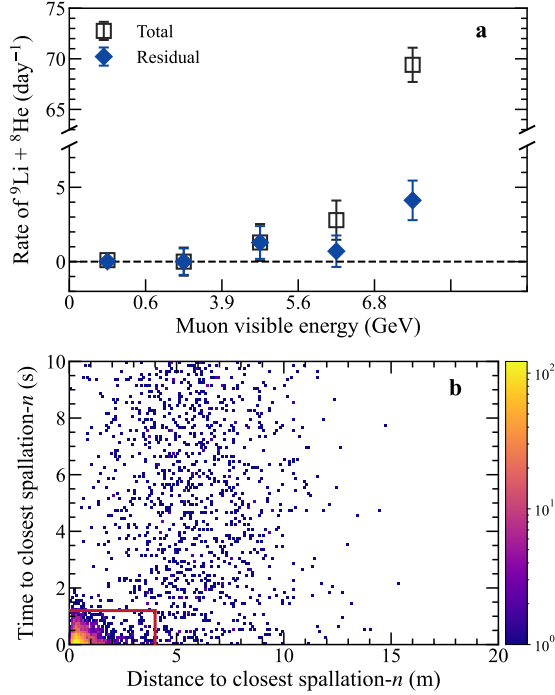 75
70
65
5
0
Rate of ⁹Li + ⁸He (day⁻¹)
Total
Residual
a
0 0.6 3.9 5.6 6.8
Muon visible energy (GeV)
10
8
6
4
2
0
Time to closest spallation-n (s)
b
10²
10¹
10⁰
0 5 10 15 20
Distance to closest spallation-n (m)